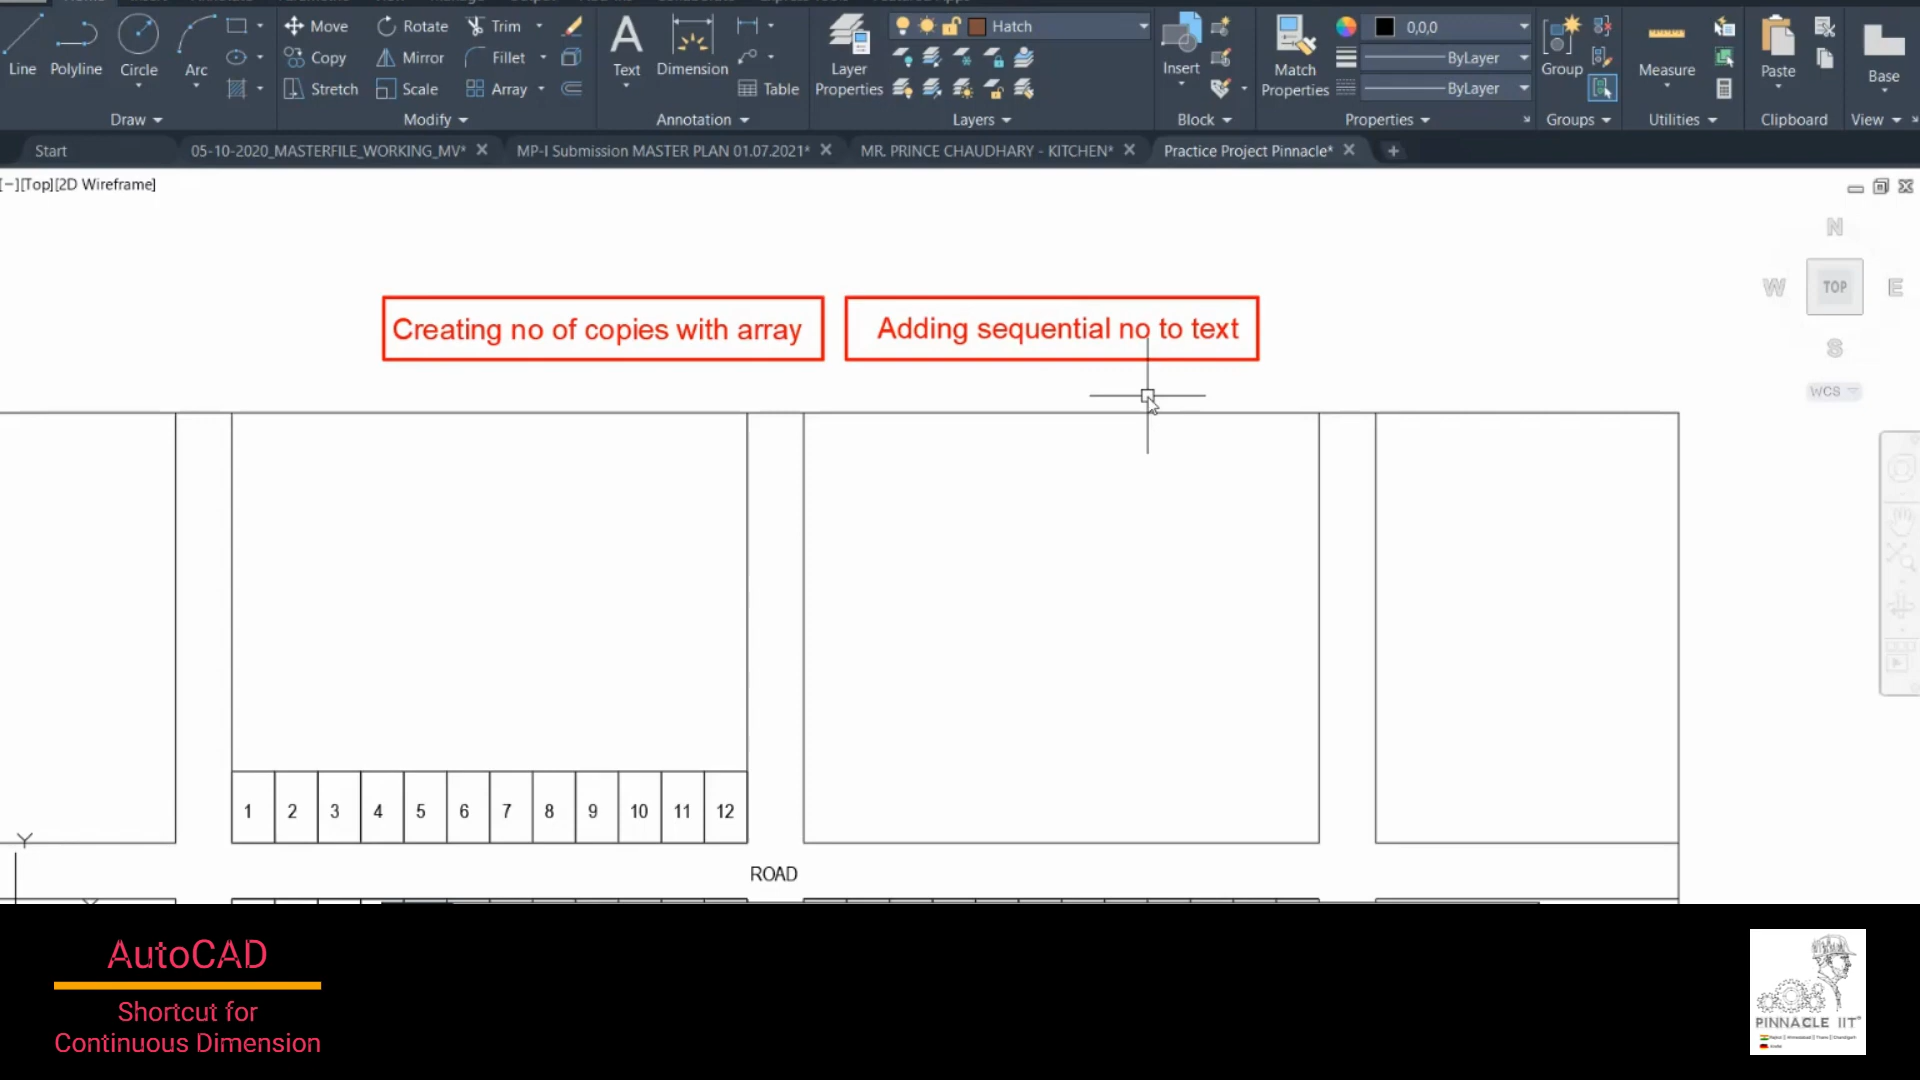 Line
Polyline
Circle
Arc
Move
Copy
Stretch
Rotate
Mirror
Scale
Trim
Fillet
Array
Text
Dimension
Table
Layer
Properties
Hatch
Insert
Match
Properties
0,0,0
ByLayer
ByLayer
Group
Measure
Paste
Base
Draw
Modify
Annotation
Layers
Block
Properties
Groups
Utilities
Clipboard
View
Start
05-10-2020_MASTERFILE_WORKING_MV*
MP-I Submission MASTER PLAN 01.07.2021*
MR. PRINCE CHAUDHARY - KITCHEN*
Practice Project Pinnacle*
[−][Top][2D Wireframe]
N
W
TOP
E
S
WCS
Creating no of copies with array
Adding sequential no to text
1 2 3 4 5 6 7 8 9 10 11 12
Y
ROAD
AutoCAD
Shortcut for
Continuous Dimension
PINNACLE IIT